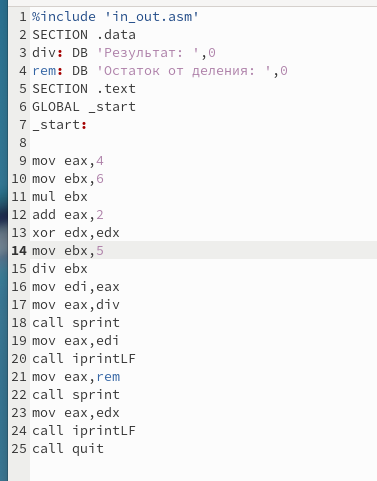 1 %include 'in_out.asm'
2 SECTION .data
3 div: DB 'Результат: ',0
4 rem: DB 'Остаток от деления: ',0
5 SECTION .text
6 GLOBAL _start
7 _start:
8
9 mov eax,4
10 mov ebx,6
11 mul ebx
12 add eax,2
13 xor edx,edx
14 mov ebx,5
15 div ebx
16 mov edi,eax
17 mov eax,div
18 call sprint
19 mov eax,edi
20 call iprintLF
21 mov eax,rem
22 call sprint
23 mov eax,edx
24 call iprintLF
25 call quit